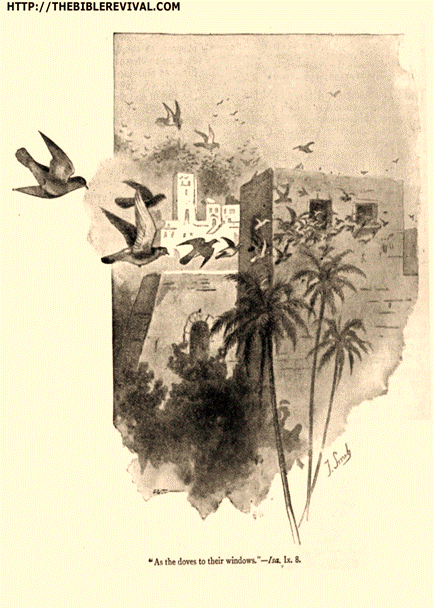 HTTP://THEBIBLEREVIVAL.COM
"As the doves to their windows."—Isa. lx. 8.